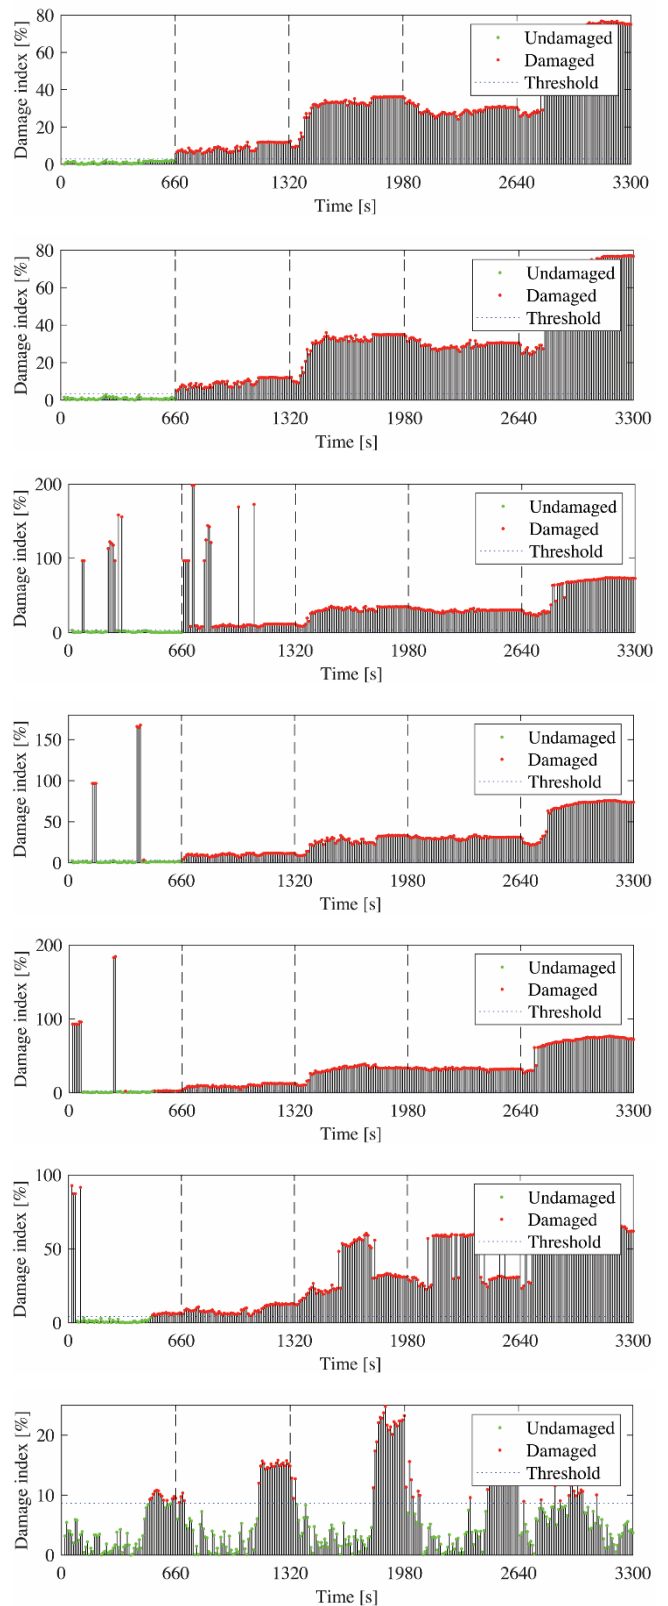 80
60
40
20
0
Damage index [%]
Undamaged
Damaged
Threshold
0 660 1320 1980 2640 3300
Time [s]
80
60
40
20
0
Damage index [%]
Undamaged
Damaged
Threshold
0 660 1320 1980 2640 3300
Time [s]
200
100
0
Damage index [%]
Undamaged
Damaged
Threshold
0 660 1320 1980 2640 3300
Time [s]
150
100
50
0
Damage index [%]
Undamaged
Damaged
Threshold
0 660 1320 1980 2640 3300
Time [s]
200
100
0
Damage index [%]
Undamaged
Damaged
Threshold
0 660 1320 1980 2640 3300
Time [s]
100
50
0
Damage index [%]
Undamaged
Damaged
Threshold
0 660 1320 1980 2640 3300
Time [s]
20
10
0
Damage index [%]
Undamaged
Damaged
Threshold
0 660 1320 1980 2640 3300
Time [s]